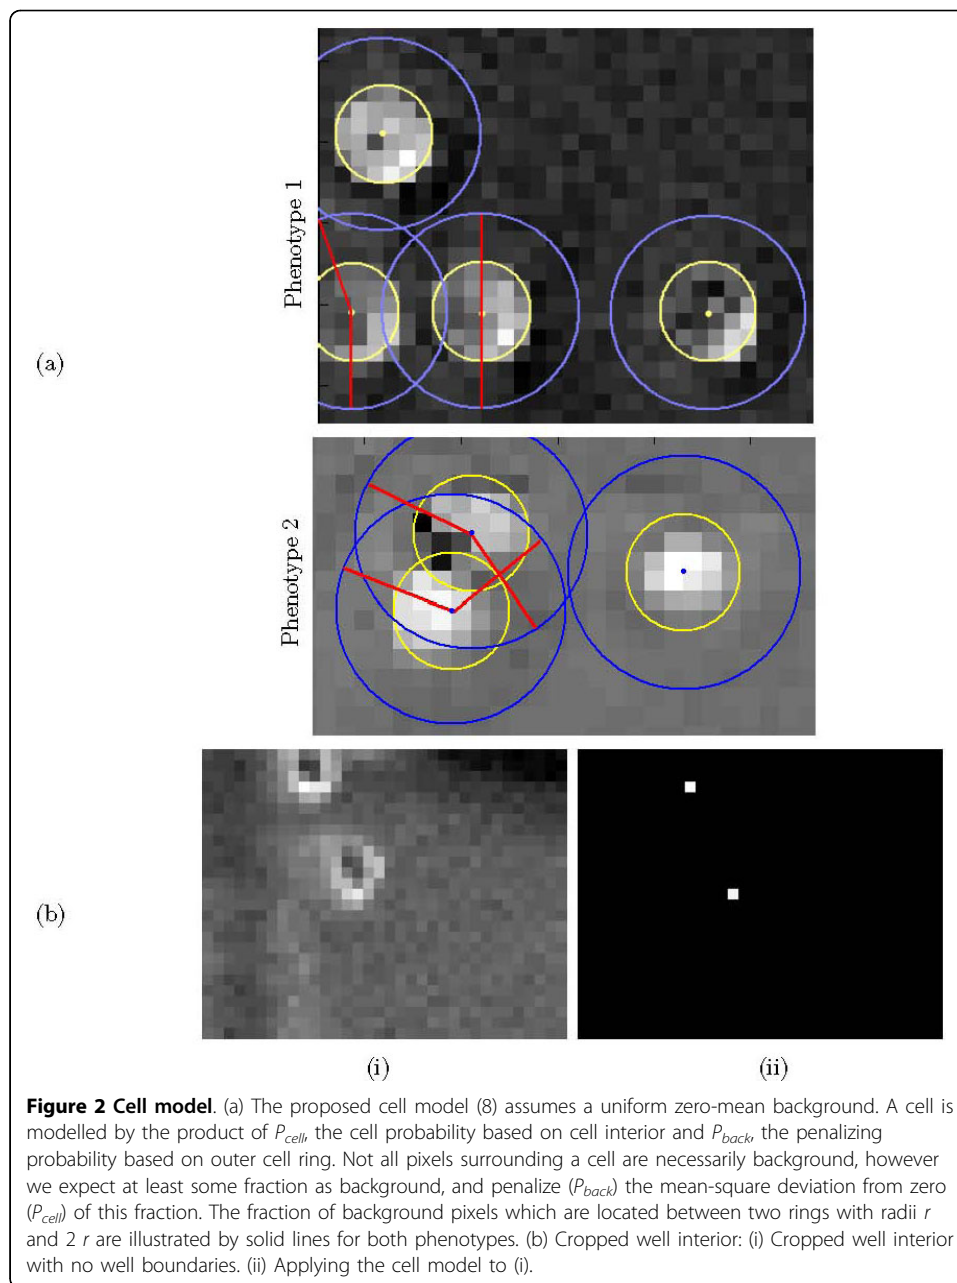 Phenotype 1
(a)
Phenotype 2
(b)
(i)
(ii)
Figure 2 Cell model. (a) The proposed cell model (8) assumes a uniform zero-mean background. A cell is
modelled by the product of Pcell, the cell probability based on cell interior and Pback, the penalizing
probability based on outer cell ring. Not all pixels surrounding a cell are necessarily background, however
we expect at least some fraction as background, and penalize (Pback) the mean-square deviation from zero
(Pcell) of this fraction. The fraction of background pixels which are located between two rings with radii r
and 2 r are illustrated by solid lines for both phenotypes. (b) Cropped well interior: (i) Cropped well interior
with no well boundaries. (ii) Applying the cell model to (i).